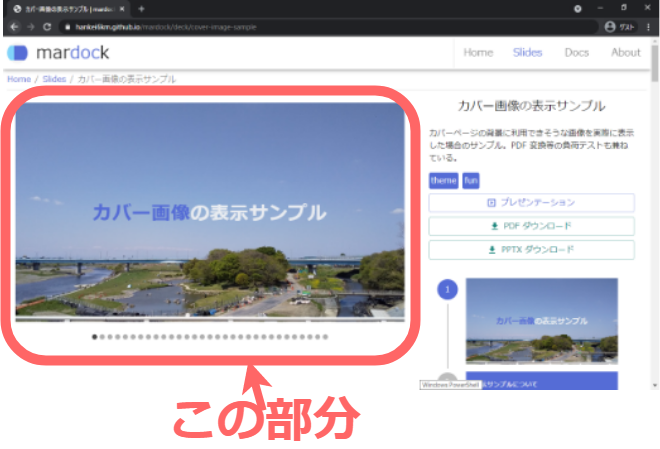 カバー画像の表示サンプル | mardock
hankei6km.github.io/mardock/deck/cover-image-sample
ゲスト
mardock
Home Slides Docs About
Home / Slides / カバー画像の表示サンプル
カバー画像の表示サンプル
カバー画像の表示サンプル
カバーページの背景に利用できそうな画像を実際に表示
した場合のサンプル。PDF 変換等の負荷テストも兼ね
ている。
theme fun
プレゼンテーション
PDF ダウンロード
PPTX ダウンロード
1
カバー画像の表示サンプル
Windows PowerShell
示サンプルについて
この部分